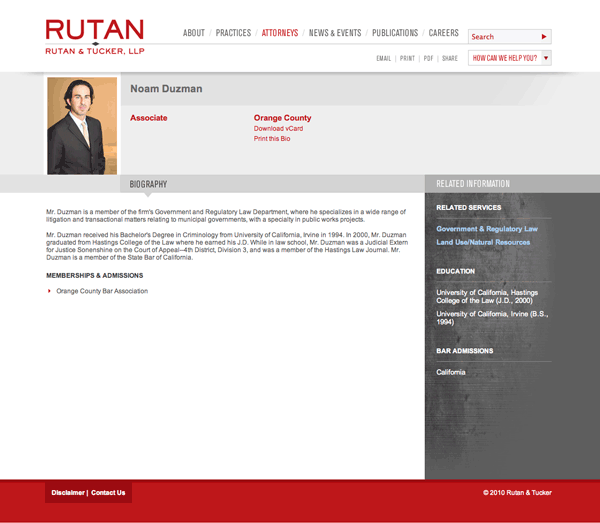 RUTAN
RUTAN & TUCKER, LLP
ABOUT / PRACTICES / ATTORNEYS / NEWS & EVENTS / PUBLICATIONS / CAREERS
Search
EMAIL | PRINT | PDF | SHARE
HOW CAN WE HELP YOU?
Noam Duzman
Associate
Orange County
Download vCard
Print this Bio
BIOGRAPHY
Mr. Duzman is a member of the firm's Government and Regulatory Law Department, where he specializes in a wide range of
litigation and transactional matters relating to municipal governments, with a specialty in public works projects.
Mr. Duzman received his Bachelor's Degree in Criminology from University of California, Irvine in 1994. In 2000, Mr. Duzman
graduated from Hastings College of the Law where he earned his J.D. While in law school, Mr. Duzman was a Judicial Extern
for Justice Sonenshine on the Court of Appeal–4th District, Division 3, and was a member of the Hastings Law Journal. Mr.
Duzman is a member of the State Bar of California.
MEMBERSHIPS & ADMISSIONS
Orange County Bar Association
RELATED INFORMATION
RELATED SERVICES
Government & Regulatory Law
Land Use/Natural Resources
EDUCATION
University of California, Hastings
College of the Law (J.D., 2000)
University of California, Irvine (B.S.,
1994)
BAR ADMISSIONS
California
Disclaimer | Contact Us
© 2010 Rutan & Tucker